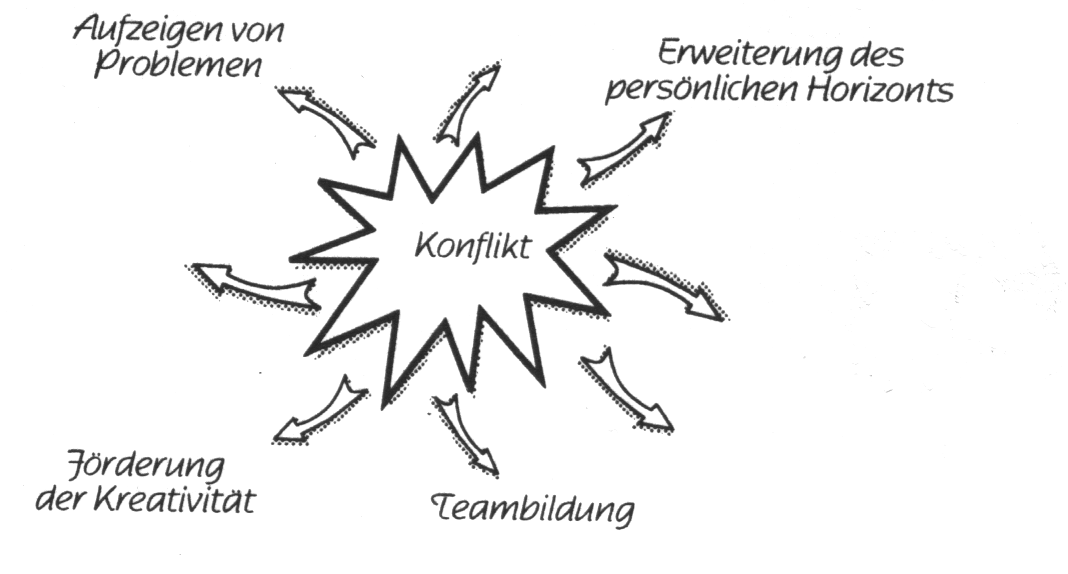 Aufzeigen von
Problemen
Erweiterung des
persönlichen Horizonts
Konflikt
Förderung
der Kreativität
Teambildung